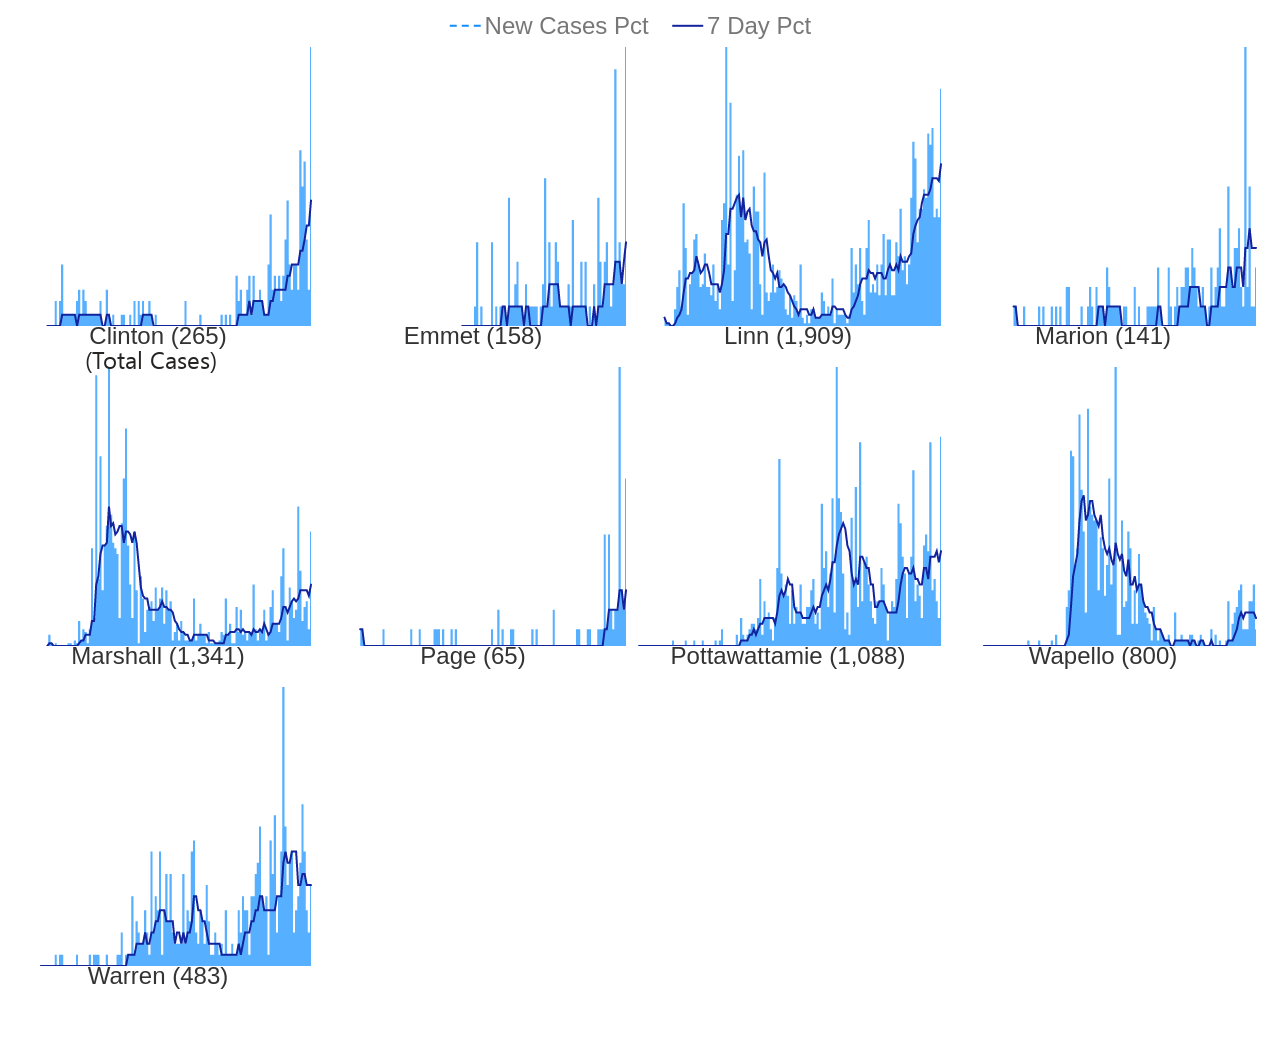 New Cases Pct 7 Day Pct
Clinton (265) Emmet (158) Linn (1,909) Marion (141)
(Total Cases)
Marshall (1,341) Page (65) Pottawattamie (1,088) Wapello (800)
Warren (483)